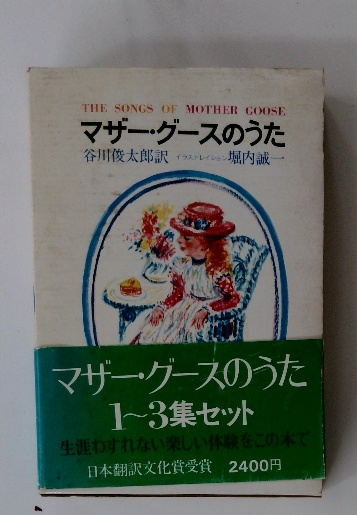 THE SONGS OF MOTHER GOOSE
マザー・グースのうた
谷川俊太郎訳 イラストレイション 堀内誠一
マザー・グースのうた
1〜3集セット
生涯わすれない楽しい体験をこの本で
日本翻訳文化賞受賞 2400円